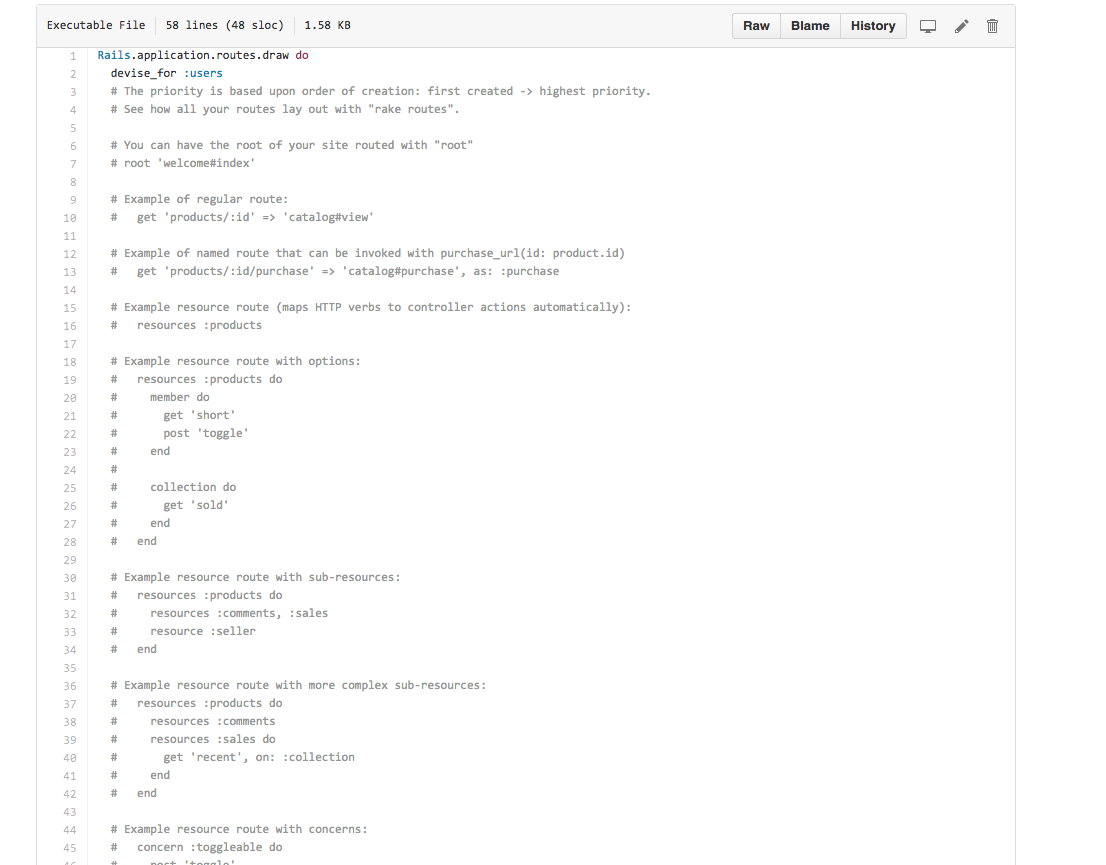 Executable File 58 lines (48 sloc) 1.58 KB Raw Blame History
1 Rails.application.routes.draw do
2 devise_for :users
3 # The priority is based upon order of creation: first created -> highest priority.
4 # See how all your routes lay out with "rake routes".
5
6 # You can have the root of your site routed with "root"
7 # root 'welcome#index'
8
9 # Example of regular route:
10 #   get 'products/:id' => 'catalog#view'
11
12 # Example of named route that can be invoked with purchase_url(id: product.id)
13 #   get 'products/:id/purchase' => 'catalog#purchase', as: :purchase
14
15 # Example resource route (maps HTTP verbs to controller actions automatically):
16 #   resources :products
17
18 # Example resource route with options:
19 #   resources :products do
20 #     member do
21 #       get 'short'
22 #       post 'toggle'
23 #     end
24 #
25 #     collection do
26 #       get 'sold'
27 #     end
28 #   end
29
30 # Example resource route with sub-resources:
31 #   resources :products do
32 #     resources :comments, :sales
33 #     resource :seller
34 #   end
35
36 # Example resource route with more complex sub-resources:
37 #   resources :products do
38 #     resources :comments
39 #     resources :sales do
40 #       get 'recent', on: :collection
41 #     end
42 #   end
43
44 # Example resource route with concerns:
45 #   concern :toggleable do
46 #     post 'toggle'